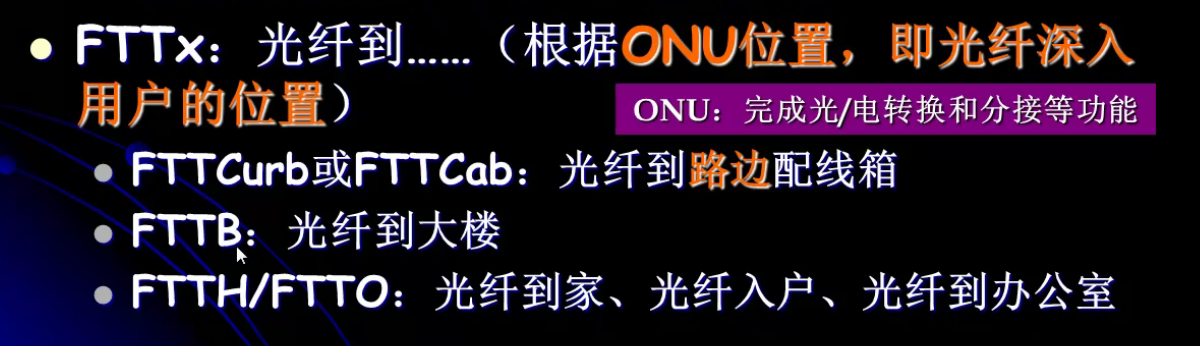 FTTx：光纤到……（根据ONU位置，即光纤深入
用户的位置）
ONU：完成光/电转换和分接等功能
FTTCurb或FTTCab：光纤到路边配线箱
FTTB：光纤到大楼
FTTH/FTTO：光纤到家、光纤入户、光纤到办公室